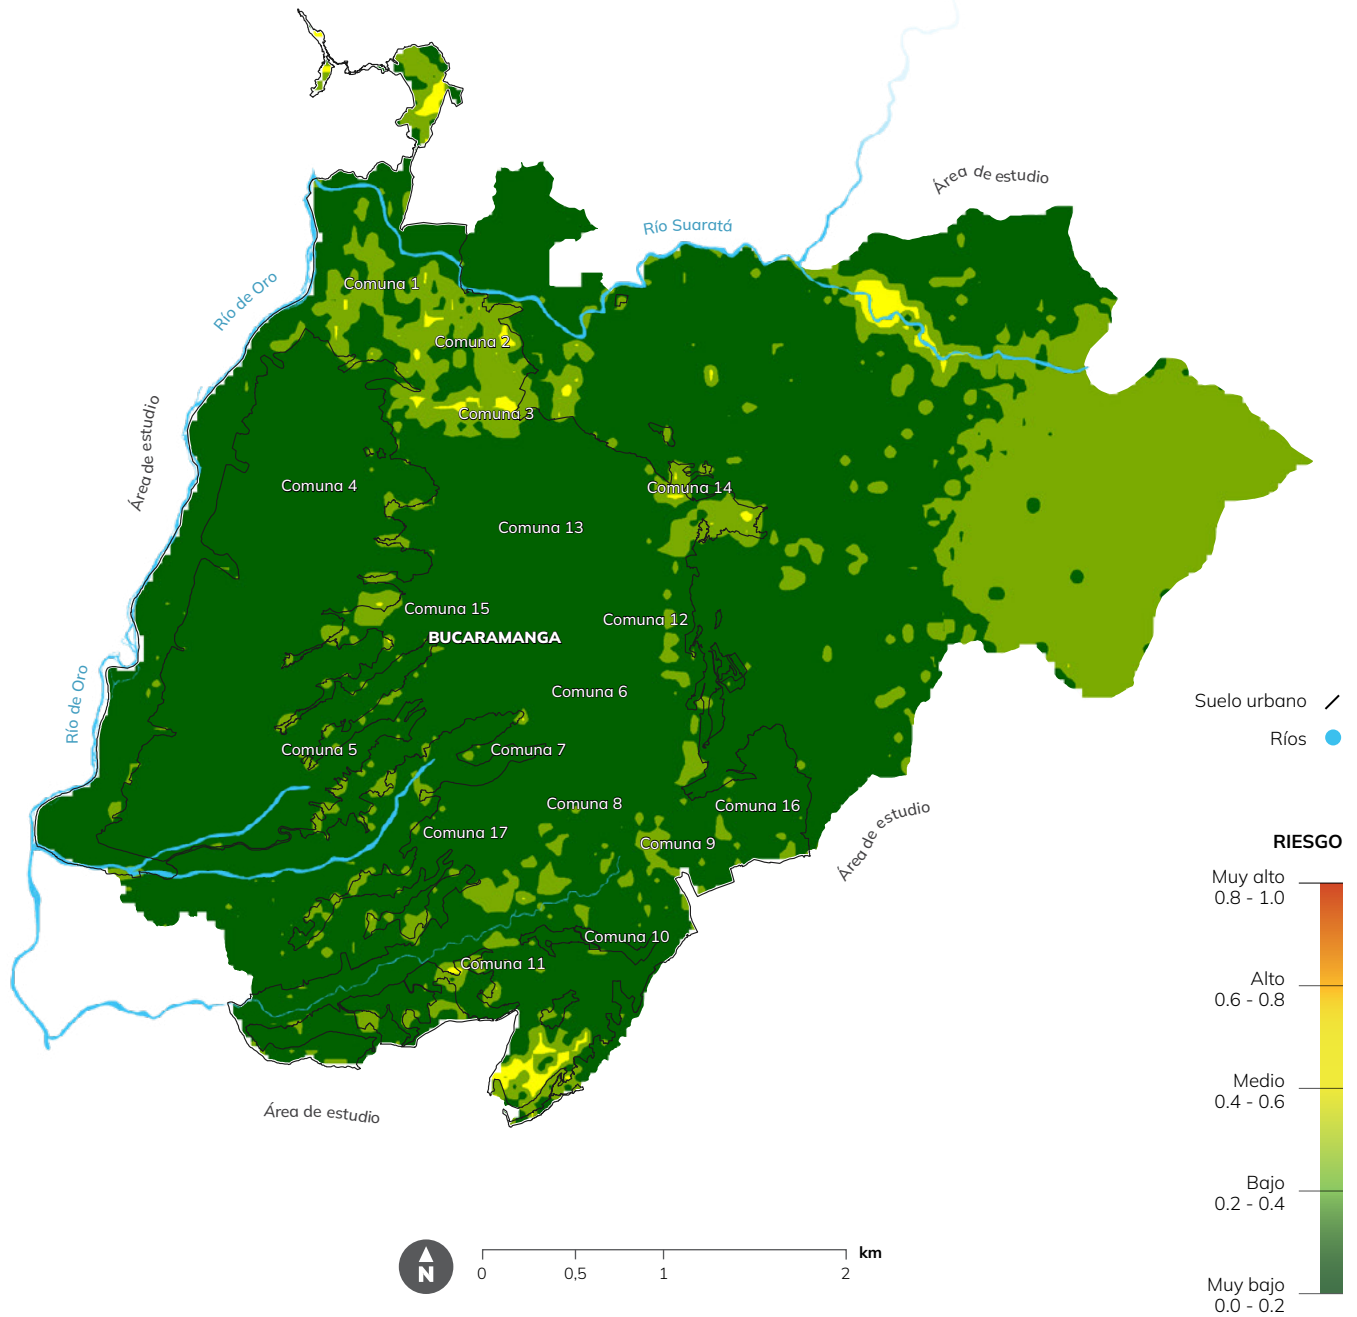 Área de estudio
Río Suaratá
Río de Oro
Comuna 1
Comuna 2
Comuna 3
Área de estudio
Comuna 4
Comuna 14
Comuna 13
Comuna 15
Comuna 12
BUCARAMANGA
Río de Oro
Comuna 6
Comuna 5
Comuna 7
Comuna 8
Comuna 16
Comuna 17
Comuna 9
Área de estudio
Comuna 10
Comuna 11
Área de estudio
Suelo urbano
Ríos
RIESGO
Muy alto
0.8 - 1.0
Alto
0.6 - 0.8
Medio
0.4 - 0.6
Bajo
0.2 - 0.4
Muy bajo
0.0 - 0.2
N
km
0 0,5 1 2